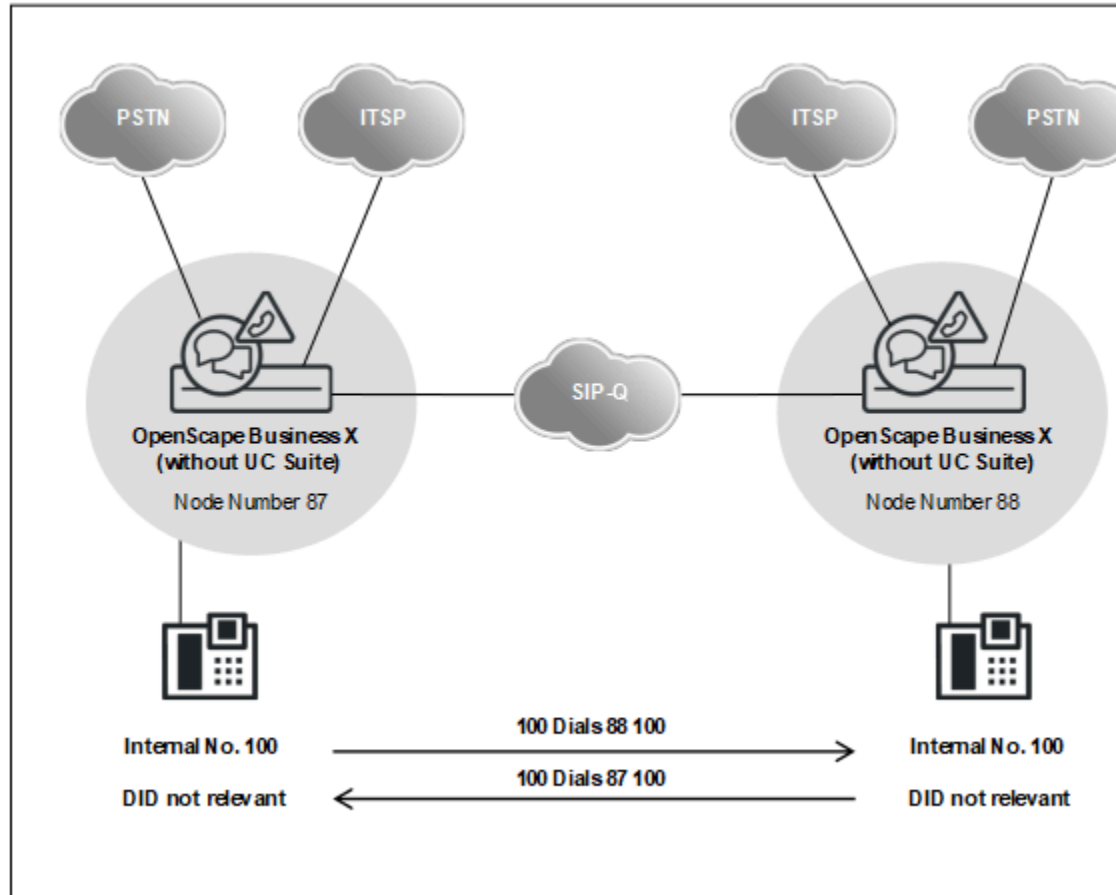 PSTN
ITSP
ITSP
PSTN
SIP-Q
OpenScape Business X
(without UC Suite)
Node Number 87
OpenScape Business X
(without UC Suite)
Node Number 88
100 Dials 88 100
Internal No. 100
Internal No. 100
100 Dials 87 100
DID not relevant
DID not relevant